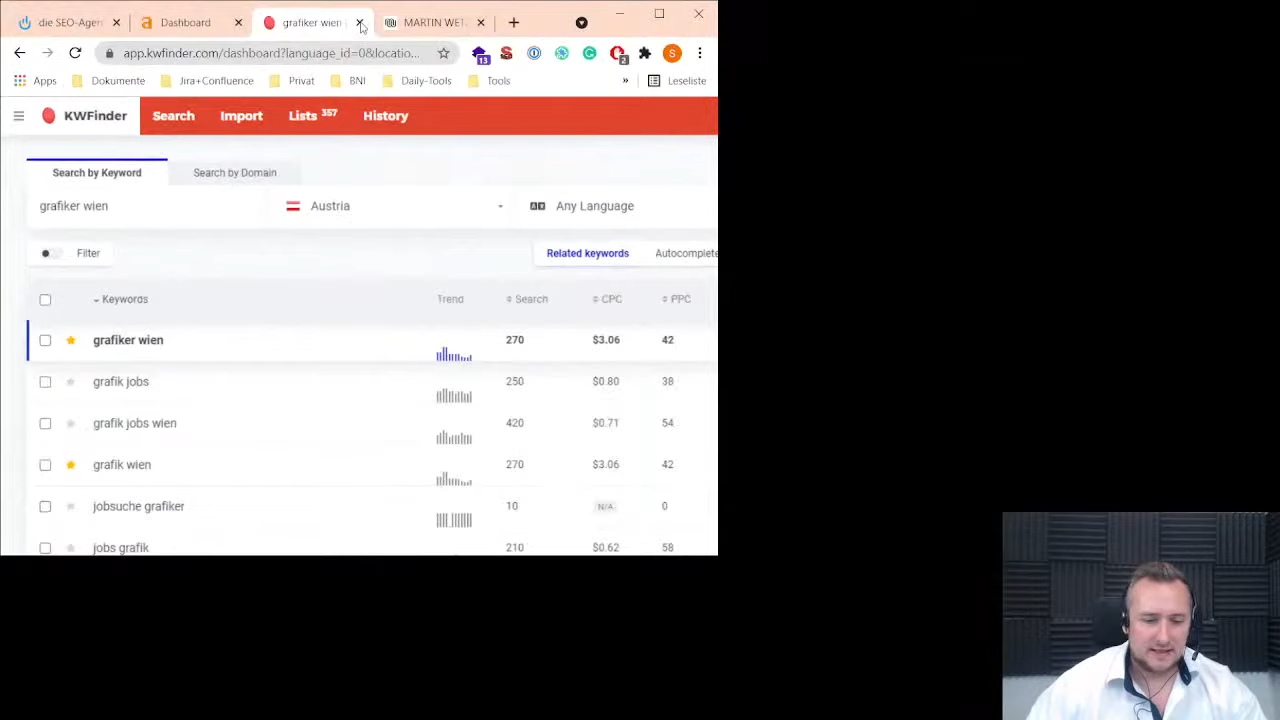 die SEO-Agen
Dashboard
grafiker wien
MARTIN WET
app.kwfinder.com/dashboard?language_id=0&locatio...
13
2
S
Apps
Dokumente
Jira+Confluence
Privat
BNI
Daily-Tools
Tools
»
Leseliste
KWFinder
Search
Import
Lists 357
History
Search by Keyword
Search by Domain
grafiker wien
Austria
Any Language
Filter
Related keywords
Autocomplete
Keywords
Trend
Search
CPC
PPC
grafiker wien 270 $3.06 42
grafik jobs 250 $0.80 38
grafik jobs wien 420 $0.71 54
grafik wien 270 $3.06 42
jobsuche grafiker 10 N/A 0
jobs grafik 210 $0.62 58